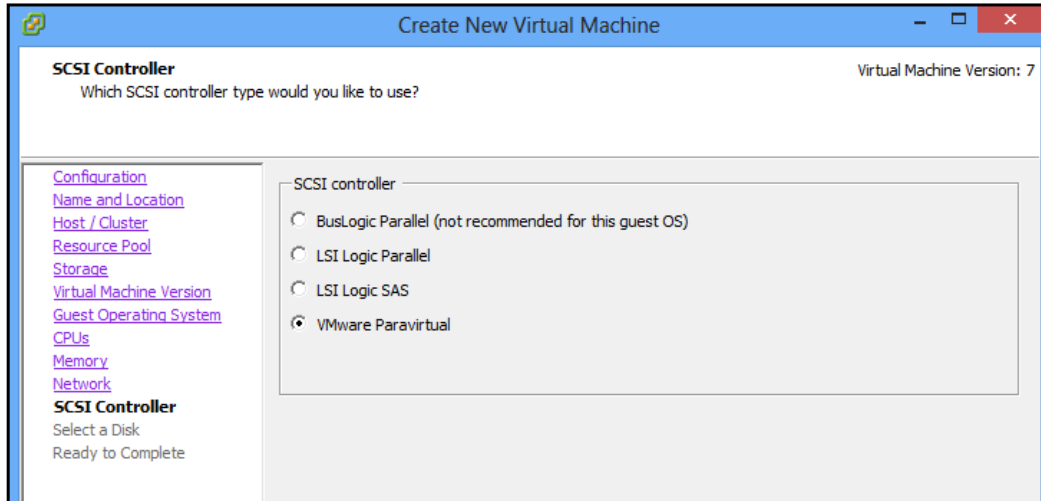 Create New Virtual Machine
SCSI Controller
Virtual Machine Version: 7
Which SCSI controller type would you like to use?
Configuration
Name and Location
Host / Cluster
Resource Pool
Storage
Virtual Machine Version
Guest Operating System
CPUs
Memory
Network
SCSI Controller
Select a Disk
Ready to Complete
SCSI controller
BusLogic Parallel (not recommended for this guest OS)
LSI Logic Parallel
LSI Logic SAS
VMware Paravirtual